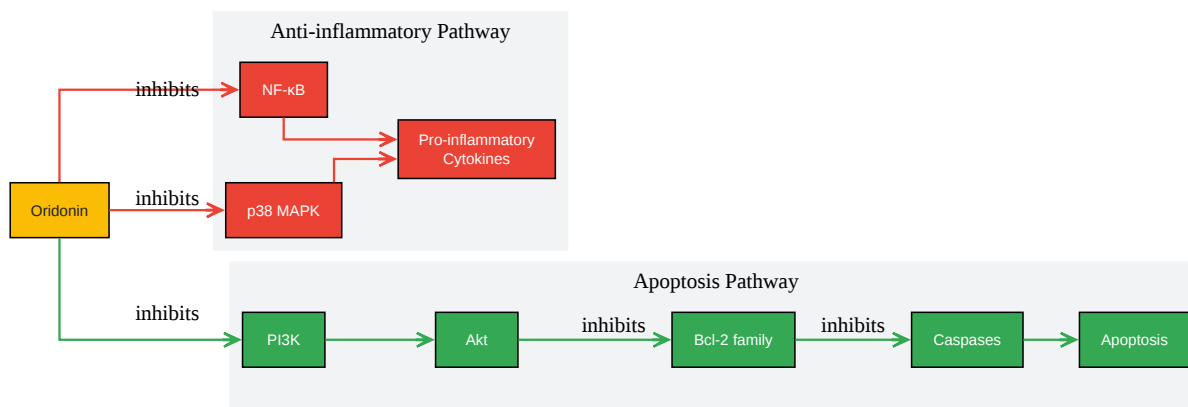 Anti-inflammatory Pathway
inhibits
NF-κB
Pro-inflammatory
Cytokines
inhibits
Oridonin
p38 MAPK
Apoptosis Pathway
inhibits
PI3K
Akt
inhibits
Bcl-2 family
inhibits
Caspases
Apoptosis